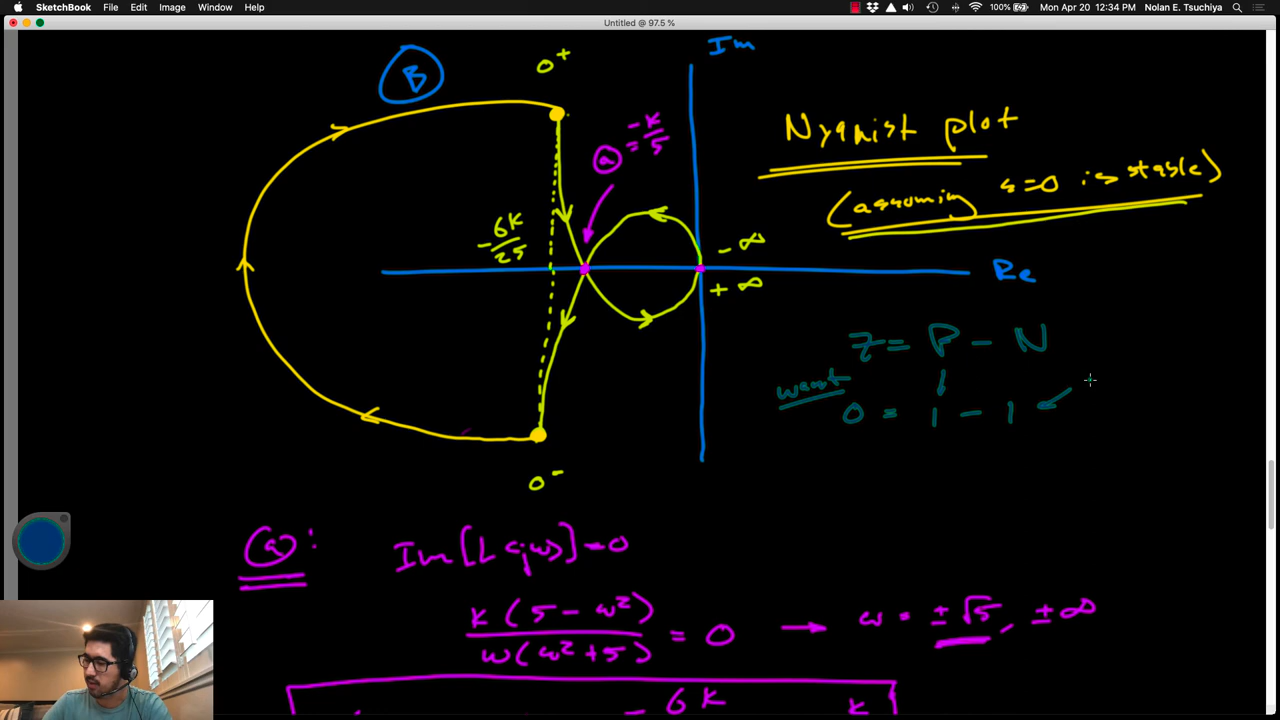 SketchBook File Edit Image Window Share Help 100% Mon Apr 20 12:34 PM Nolan E. Tsuchiya
Untitled @ 97.5 %
B
0+
Im
a = -K/5
Nyquist plot
(assuming s=0 is stable)
-6K/25
- ∞
+ ∞
Re
Z = P - N
want 0 = 1 - 1
0-
a: Im[L(jω)] = 0
K(5-ω²)/ω(ω²+5) = 0 → ω = ±√5, ±∞
- 6K K